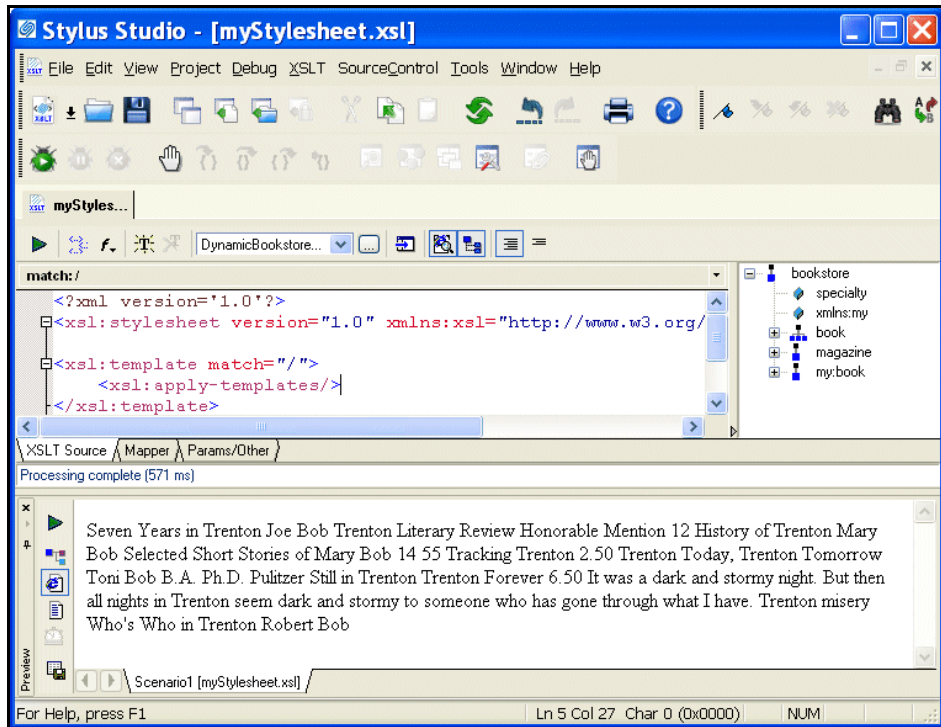 Stylus Studio - [myStylesheet.xsl]
File Edit View Project Debug XSLT SourceControl Tools Window Help
XSLT
myStyles...
DynamicBookstore...
match:/
<?xml version='1.0'?>
<xsl:stylesheet version="1.0" xmlns:xsl="http://www.w3.org/
<xsl:template match="/">
<xsl:apply-templates/>
</xsl:template>
bookstore
specialty
xmlns:my
book
magazine
my:book
XSLT Source Mapper Params/Other
Processing complete (571 ms)
Seven Years in Trenton Joe Bob Trenton Literary Review Honorable Mention 12 History of Trenton Mary
Bob Selected Short Stories of Mary Bob 14 55 Tracking Trenton 2.50 Trenton Today, Trenton Tomorrow
Toni Bob B.A. Ph.D. Pulitzer Still in Trenton Trenton Forever 6.50 It was a dark and stormy night. But then
all nights in Trenton seem dark and stormy to someone who has gone through what I have. Trenton misery
Who's Who in Trenton Robert Bob
Preview
Scenario1 [myStylesheet.xsl]
For Help, press F1
Ln 5 Col 27 Char 0 (0x0000)
NUM